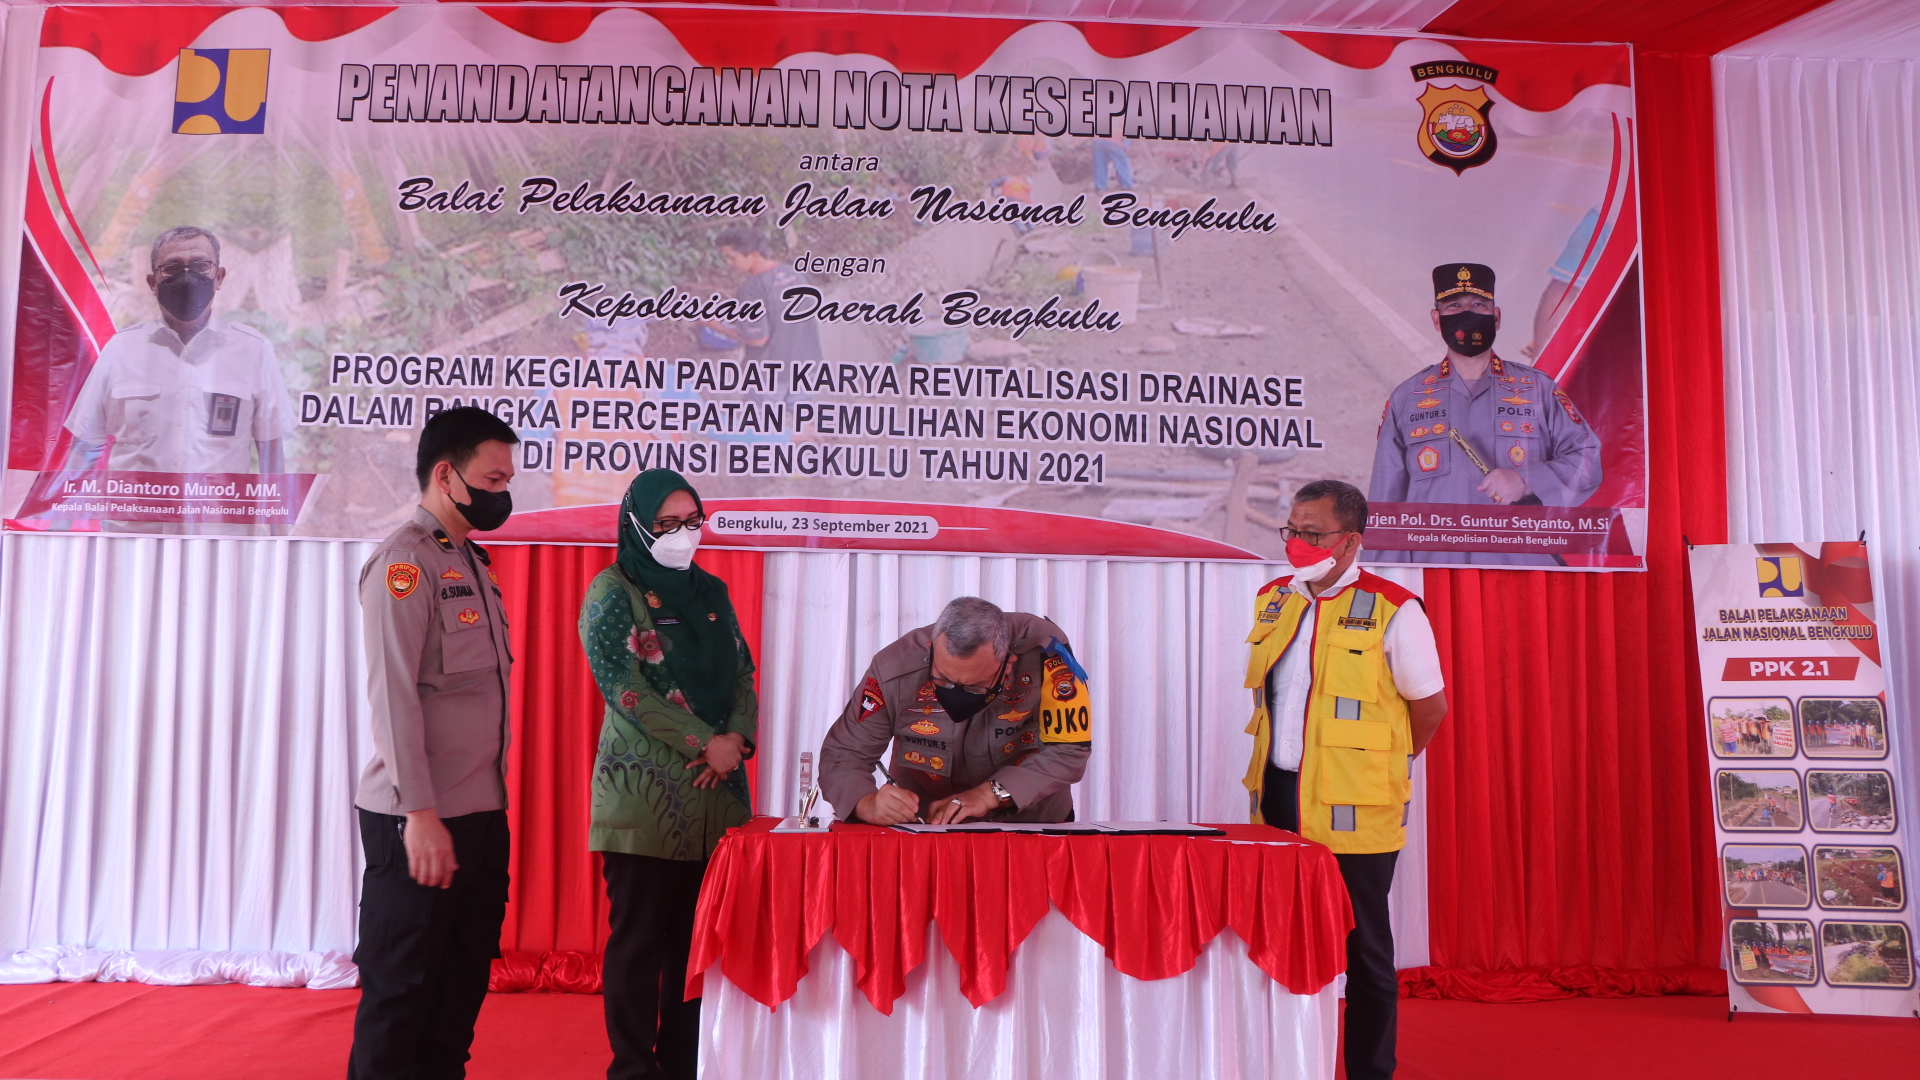 PENANDATANGANAN NOTA KESEPAHAMAN
antara
Balai Pelaksanaan Jalan Nasional Bengkulu
dengan
Kepolisian Daerah Bengkulu
PROGRAM KEGIATAN PADAT KARYA REVITALISASI DRAINASE
DALAM RANGKA PERCEPATAN PEMULIHAN EKONOMI NASIONAL
DI PROVINSI BENGKULU TAHUN 2021
Bengkulu, 23 September 2021
Ir. M. Diantoro Murod, MM.
Kepala Balai Pelaksanaan Jalan Nasional Bengkulu
BENGKULU
GUNTUR.S POLRI
rjen Pol. Drs. Guntur Setyanto, M.Si
Kepala Kepolisian Daerah Bengkulu
BALAI PELAKSANAAN
JALAN NASIONAL BENGKULU
PPK 2.1
GUNTUR.S
PJKO